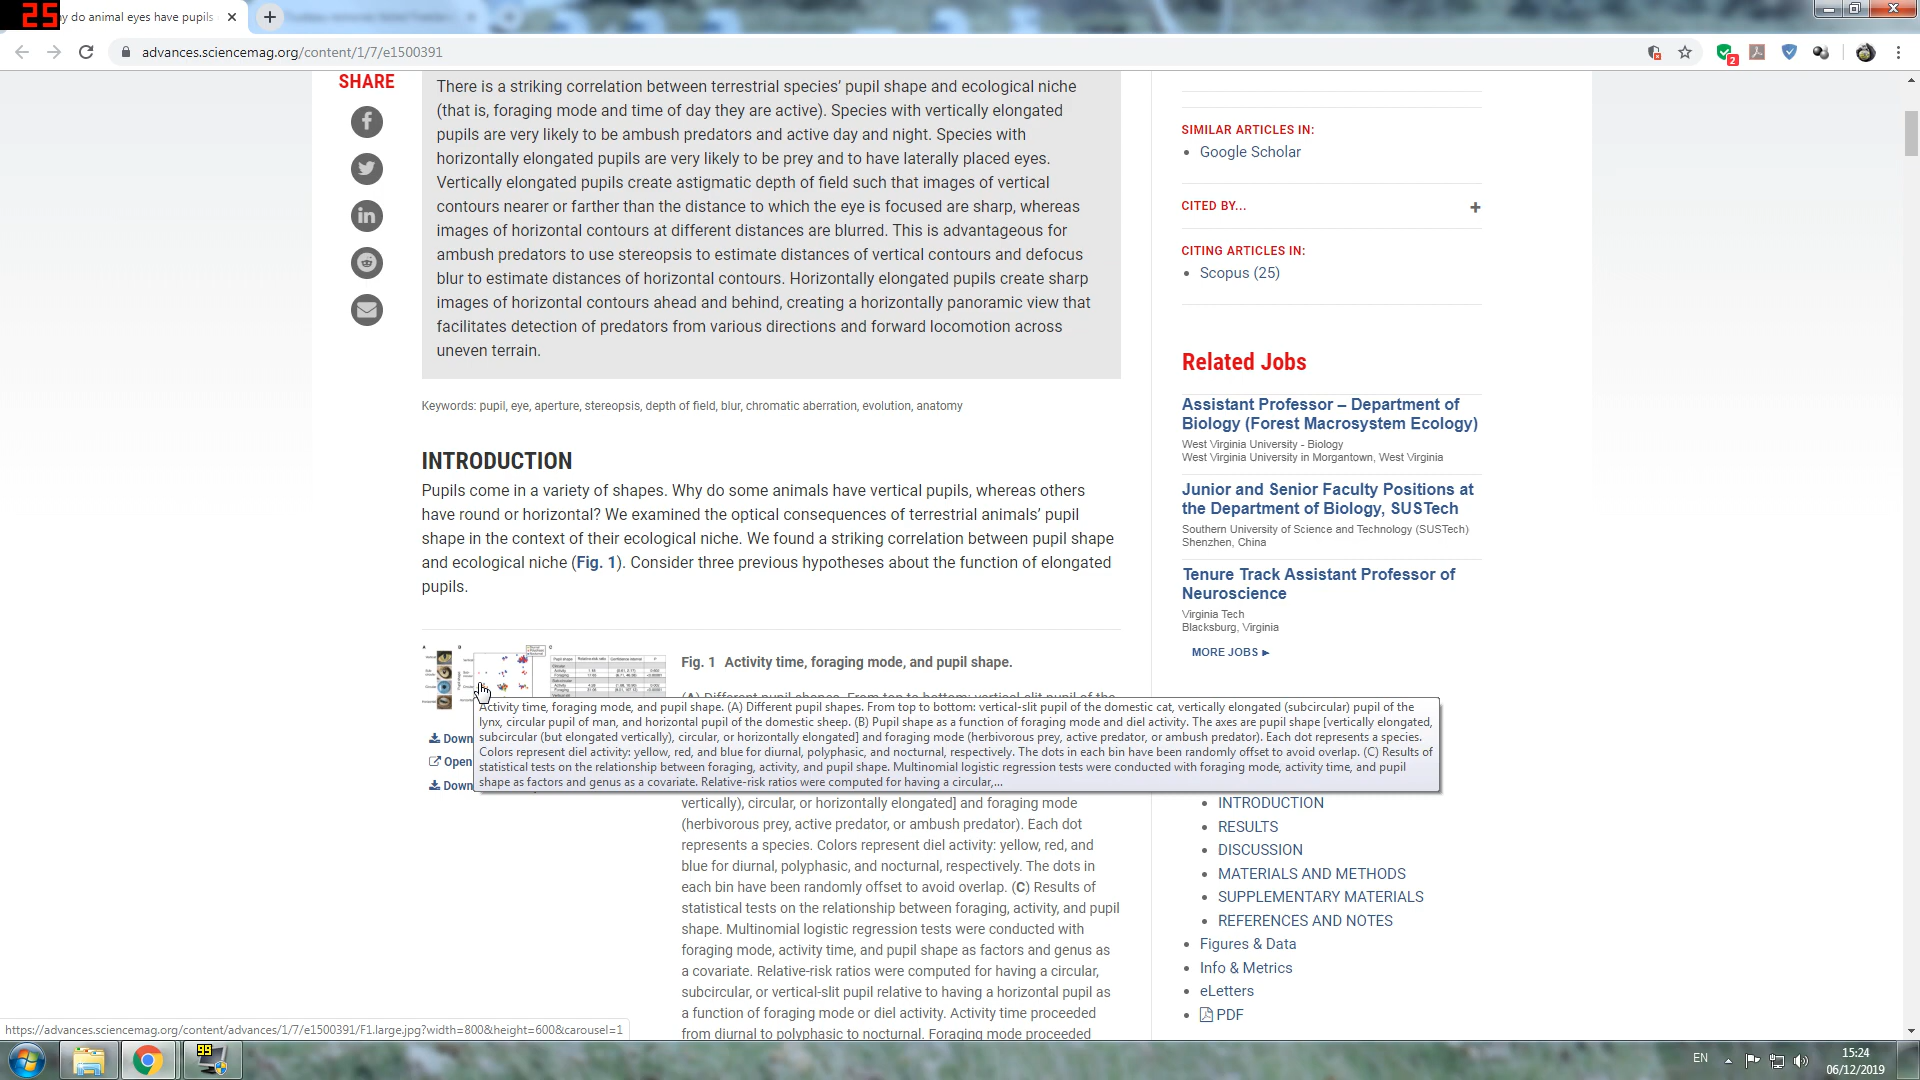 25
y do animal eyes have pupils
advances.sciencemag.org/content/1/7/e1500391
2
SHARE
There is a striking correlation between terrestrial species’ pupil shape and ecological niche
(that is, foraging mode and time of day they are active). Species with vertically elongated
pupils are very likely to be ambush predators and active day and night. Species with
horizontally elongated pupils are very likely to be prey and to have laterally placed eyes.
Vertically elongated pupils create astigmatic depth of field such that images of vertical
contours nearer or farther than the distance to which the eye is focused are sharp, whereas
images of horizontal contours at different distances are blurred. This is advantageous for
ambush predators to use stereopsis to estimate distances of vertical contours and defocus
blur to estimate distances of horizontal contours. Horizontally elongated pupils create sharp
images of horizontal contours ahead and behind, creating a horizontally panoramic view that
facilitates detection of predators from various directions and forward locomotion across
uneven terrain.
Keywords: pupil, eye, aperture, stereopsis, depth of field, blur, chromatic aberration, evolution, anatomy
INTRODUCTION
Pupils come in a variety of shapes. Why do some animals have vertical pupils, whereas others
have round or horizontal? We examined the optical consequences of terrestrial animals’ pupil
shape in the context of their ecological niche. We found a striking correlation between pupil shape
and ecological niche (Fig. 1). Consider three previous hypotheses about the function of elongated
pupils.
Fig. 1 Activity time, foraging mode, and pupil shape.
(A) Different pupil shapes. From top to bottom: vertical-slit pupil of the
Activity time, foraging mode, and pupil shape. (A) Different pupil shapes. From top to bottom: vertical-slit pupil of the domestic cat, vertically elongated (subcircular) pupil of the
lynx, circular pupil of man, and horizontal pupil of the domestic sheep. (B) Pupil shape as a function of foraging mode and diel activity. The axes are pupil shape [vertically elongated,
subcircular (but elongated vertically), circular, or horizontally elongated] and foraging mode (herbivorous prey, active predator, or ambush predator). Each dot represents a species.
Colors represent diel activity: yellow, red, and blue for diurnal, polyphasic, and nocturnal, respectively. The dots in each bin have been randomly offset to avoid overlap. (C) Results of
statistical tests on the relationship between foraging, activity, and pupil shape. Multinomial logistic regression tests were conducted with foraging mode, activity time, and pupil
shape as factors and genus as a covariate. Relative-risk ratios were computed for having a circular,...
Down
Open
Down
vertically), circular, or horizontally elongated] and foraging mode
(herbivorous prey, active predator, or ambush predator). Each dot
represents a species. Colors represent diel activity: yellow, red, and
blue for diurnal, polyphasic, and nocturnal, respectively. The dots in
each bin have been randomly offset to avoid overlap. (C) Results of
statistical tests on the relationship between foraging, activity, and pupil
shape. Multinomial logistic regression tests were conducted with
foraging mode, activity time, and pupil shape as factors and genus as
a covariate. Relative-risk ratios were computed for having a circular,
subcircular, or vertical-slit pupil relative to having a horizontal pupil as
a function of foraging mode or diel activity. Activity time proceeded
from diurnal to polyphasic to nocturnal. Foraging mode proceeded
SIMILAR ARTICLES IN:
Google Scholar
CITED BY...
+
CITING ARTICLES IN:
Scopus (25)
Related Jobs
Assistant Professor – Department of
Biology (Forest Macrosystem Ecology)
West Virginia University - Biology
West Virginia University in Morgantown, West Virginia
Junior and Senior Faculty Positions at
the Department of Biology, SUSTech
Southern University of Science and Technology (SUSTech)
Shenzhen, China
Tenure Track Assistant Professor of
Neuroscience
Virginia Tech
Blacksburg, Virginia
MORE JOBS ►
INTRODUCTION
RESULTS
DISCUSSION
MATERIALS AND METHODS
SUPPLEMENTARY MATERIALS
REFERENCES AND NOTES
Figures & Data
Info & Metrics
eLetters
PDF
https://advances.sciencemag.org/content/advances/1/7/e1500391/F1.large.jpg?width=800&height=600&carousel=1
99
EN
15:24
06/12/2019